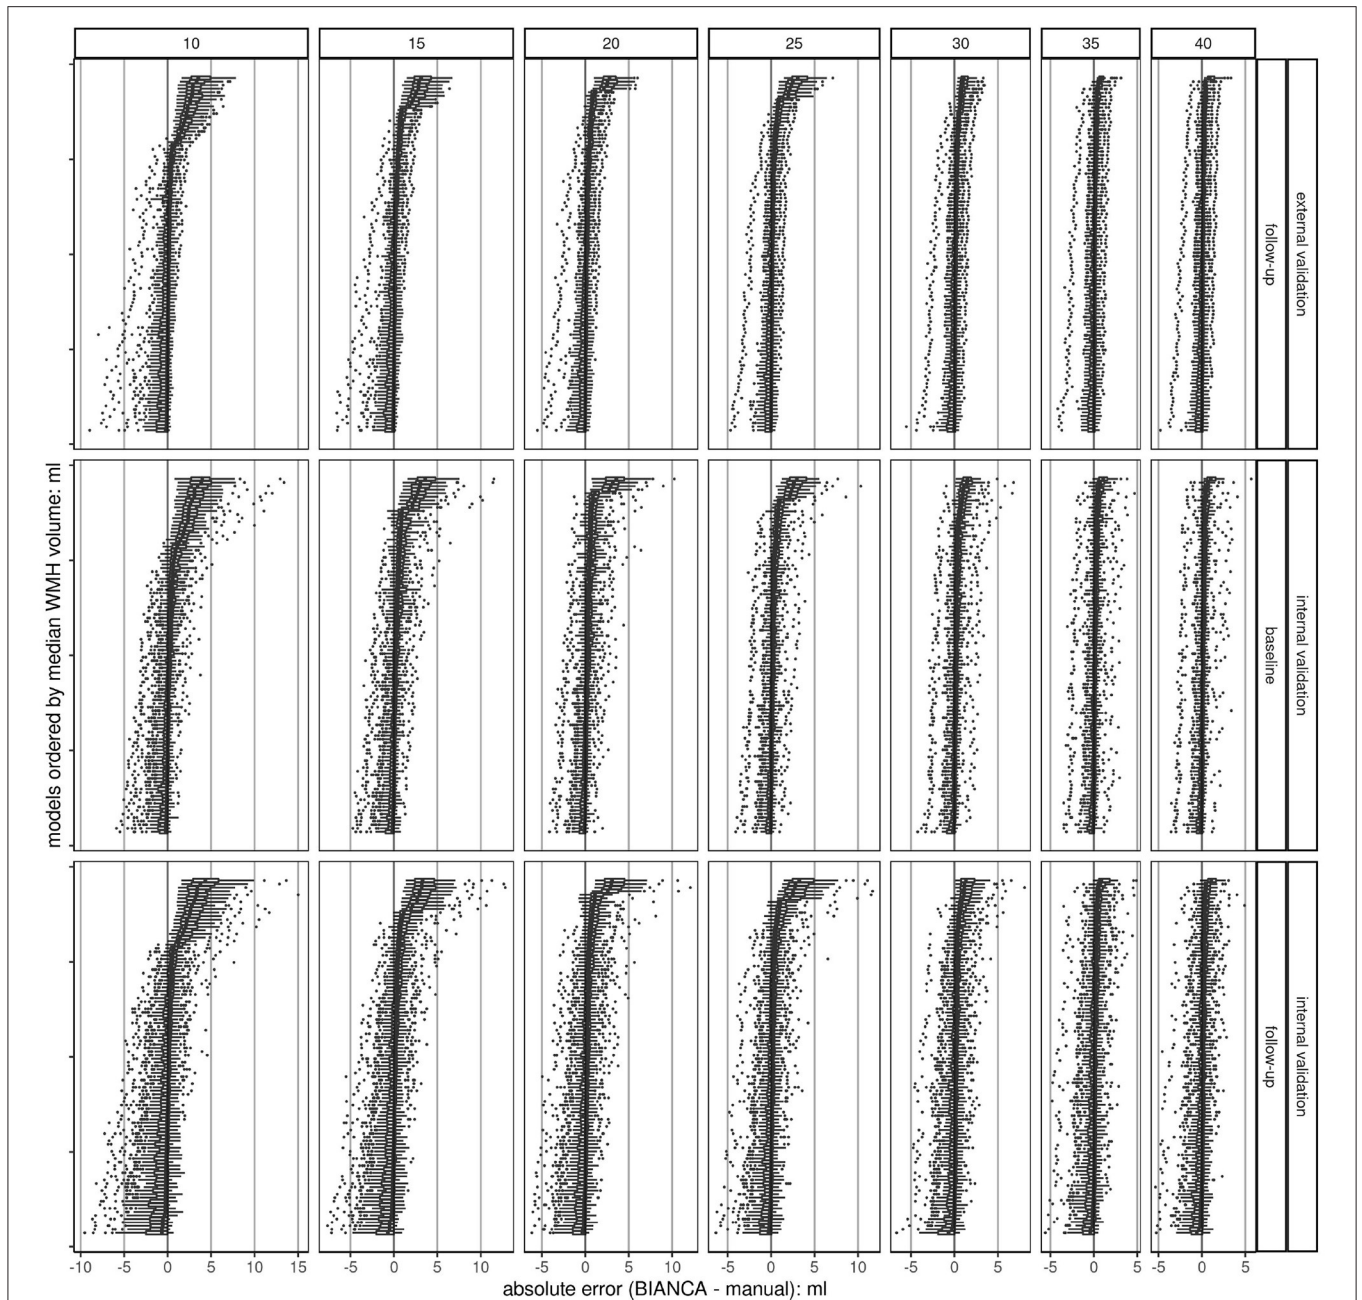 10 15 20 25 30 35 40
external validation
follow-up
internal validation
baseline
internal validation
follow-up
models ordered by median WMH volume: ml
-10 -5 0 5 10 15 -5 0 5 10 -5 0 5 10 -5 0 5 10 -5 0 5 -5 0 5 -5 0 5
absolute error (BIANCA - manual): ml